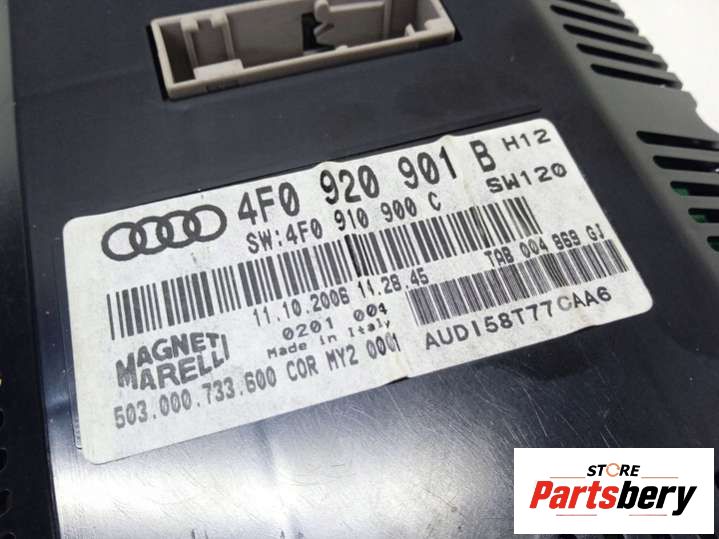 4F0 920 901 B H12
SW:4F0 910 900 C SW120
11.10.2006 11.28.45 TAB 004 869 GJ
0201 004
Made in Italy
AUDI58T77CAA6
MAGNETI
MARELLI
503.000.733.600 COR MY2 0001
STORE
Partsbery